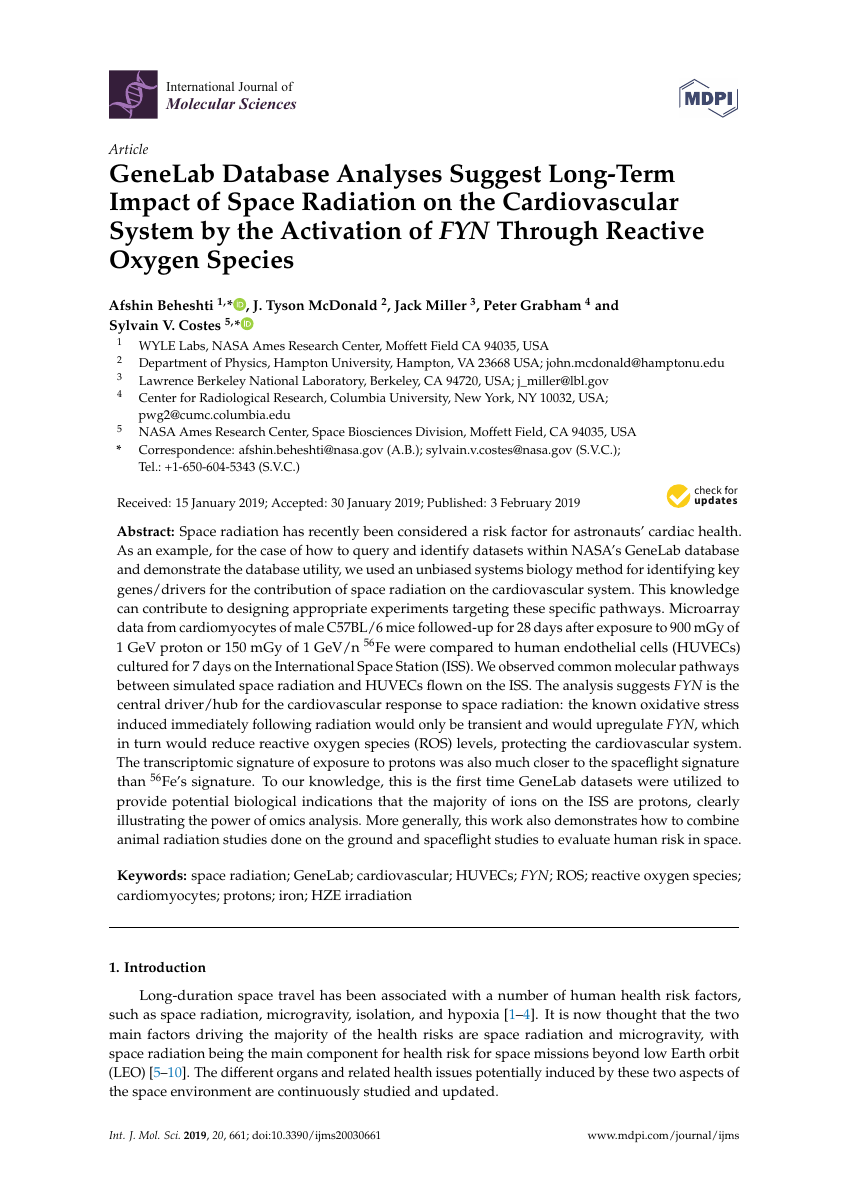 International Journal of
Molecular Sciences
MDPI
Article
GeneLab Database Analyses Suggest Long-Term
Impact of Space Radiation on the Cardiovascular
System by the Activation of FYN Through Reactive
Oxygen Species
Afshin Beheshti 1,* iD, J. Tyson McDonald 2, Jack Miller 3, Peter Grabham 4 and
Sylvain V. Costes 5,* iD
1 WYLE Labs, NASA Ames Research Center, Moffett Field CA 94035, USA
2 Department of Physics, Hampton University, Hampton, VA 23668 USA; john.mcdonald@hamptonu.edu
3 Lawrence Berkeley National Laboratory, Berkeley, CA 94720, USA; j_miller@lbl.gov
4 Center for Radiological Research, Columbia University, New York, NY 10032, USA;
pwg2@cumc.columbia.edu
5 NASA Ames Research Center, Space Biosciences Division, Moffett Field, CA 94035, USA
* Correspondence: afshin.beheshti@nasa.gov (A.B.); sylvain.v.costes@nasa.gov (S.V.C.);
Tel.: +1-650-604-5343 (S.V.C.)
Received: 15 January 2019; Accepted: 30 January 2019; Published: 3 February 2019
check for
updates
Abstract: Space radiation has recently been considered a risk factor for astronauts' cardiac health.
As an example, for the case of how to query and identify datasets within NASA's GeneLab database
and demonstrate the database utility, we used an unbiased systems biology method for identifying key
genes/drivers for the contribution of space radiation on the cardiovascular system. This knowledge
can contribute to designing appropriate experiments targeting these specific pathways. Microarray
data from cardiomyocytes of male C57BL/6 mice followed-up for 28 days after exposure to 900 mGy of
1 GeV proton or 150 mGy of 1 GeV/n 56Fe were compared to human endothelial cells (HUVECs)
cultured for 7 days on the International Space Station (ISS). We observed common molecular pathways
between simulated space radiation and HUVECs flown on the ISS. The analysis suggests FYN is the
central driver/hub for the cardiovascular response to space radiation: the known oxidative stress
induced immediately following radiation would only be transient and would upregulate FYN, which
in turn would reduce reactive oxygen species (ROS) levels, protecting the cardiovascular system.
The transcriptomic signature of exposure to protons was also much closer to the spaceflight signature
than 56Fe's signature. To our knowledge, this is the first time GeneLab datasets were utilized to
provide potential biological indications that the majority of ions on the ISS are protons, clearly
illustrating the power of omics analysis. More generally, this work also demonstrates how to combine
animal radiation studies done on the ground and spaceflight studies to evaluate human risk in space.
Keywords: space radiation; GeneLab; cardiovascular; HUVECs; FYN; ROS; reactive oxygen species;
cardiomyocytes; protons; iron; HZE irradiation
1. Introduction
Long-duration space travel has been associated with a number of human health risk factors,
such as space radiation, microgravity, isolation, and hypoxia [1–4]. It is now thought that the two
main factors driving the majority of the health risks are space radiation and microgravity, with
space radiation being the main component for health risk for space missions beyond low Earth orbit
(LEO) [5–10]. The different organs and related health issues potentially induced by these two aspects of
the space environment are continuously studied and updated.
Int. J. Mol. Sci. 2019, 20, 661; doi:10.3390/ijms20030661
www.mdpi.com/journal/ijms